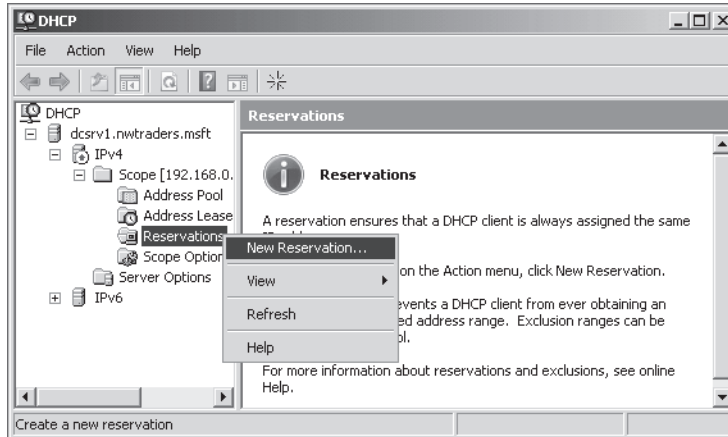 DHCP
File Action View Help
DHCP
dcsrv1.nwtraders.msft
IPv4
Scope [192.168.0.
Address Pool
Address Lease
Reservations
Scope Option
Server Options
IPv6
New Reservation...
View
Refresh
Help
Reservations
Reservations
A reservation ensures that a DHCP client is always assigned the same
on the Action menu, click New Reservation.
events a DHCP client from ever obtaining an
ed address range. Exclusion ranges can be
ol.
For more information about reservations and exclusions, see online
Help.
Create a new reservation